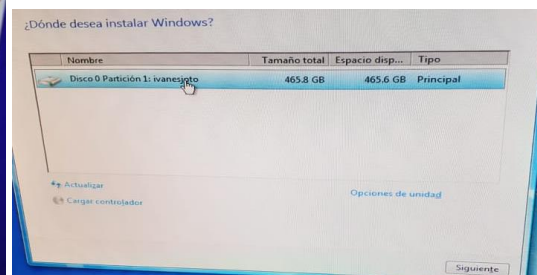 ¿Dónde desea instalar Windows?
Nombre Tamaño total Espacio disp... Tipo
Disco 0 Partición 1: ivanesjoto 465.8 GB 465.6 GB Principal
Actualizar
Opciones de unidad
Cargar controlador
Siguiente